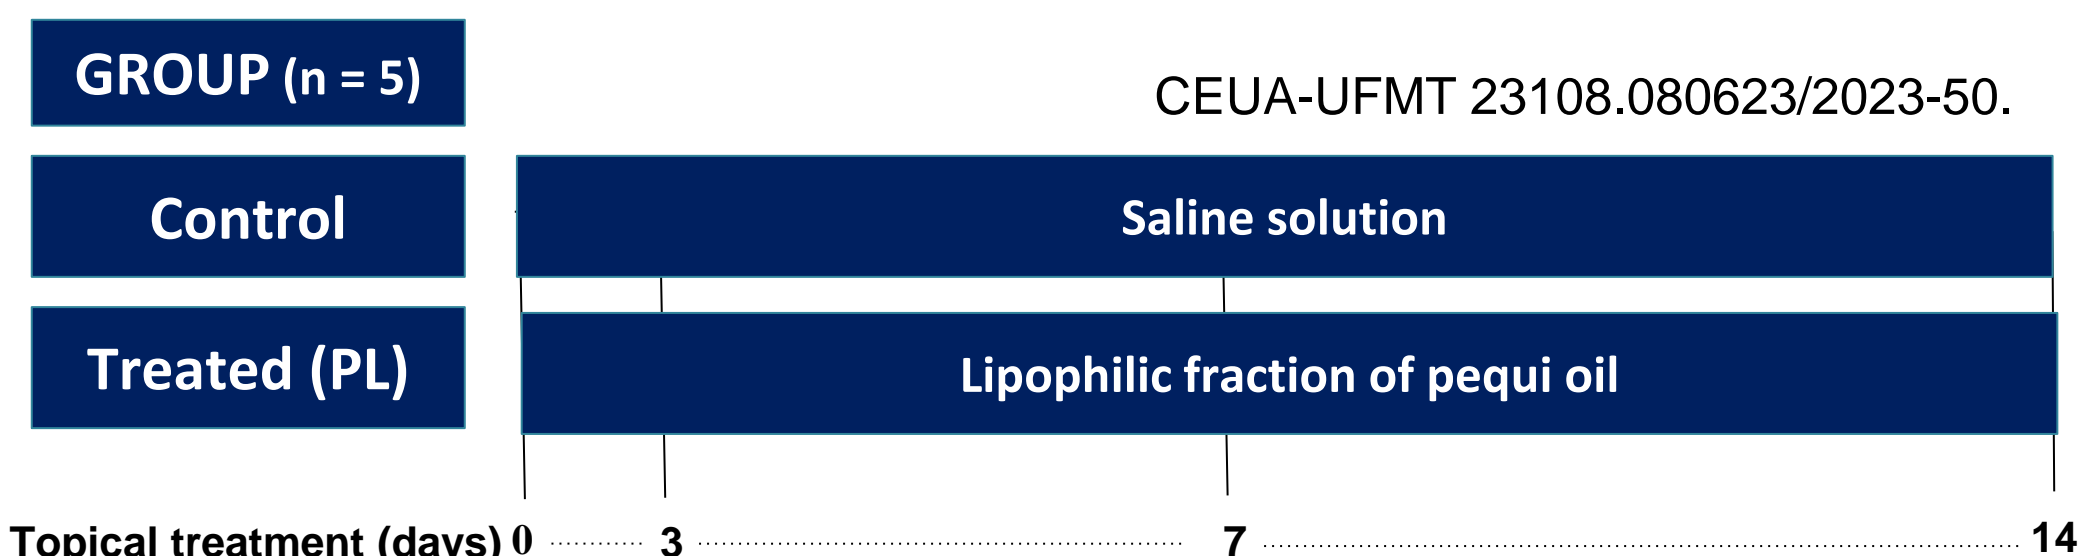 GROUP (n = 5)
CEUA-UFMT 23108.080623/2023-50.
Control
Saline solution
Treated (PL)
Lipophilic fraction of pequi oil
Topical treatment (days) 0 3 7 14